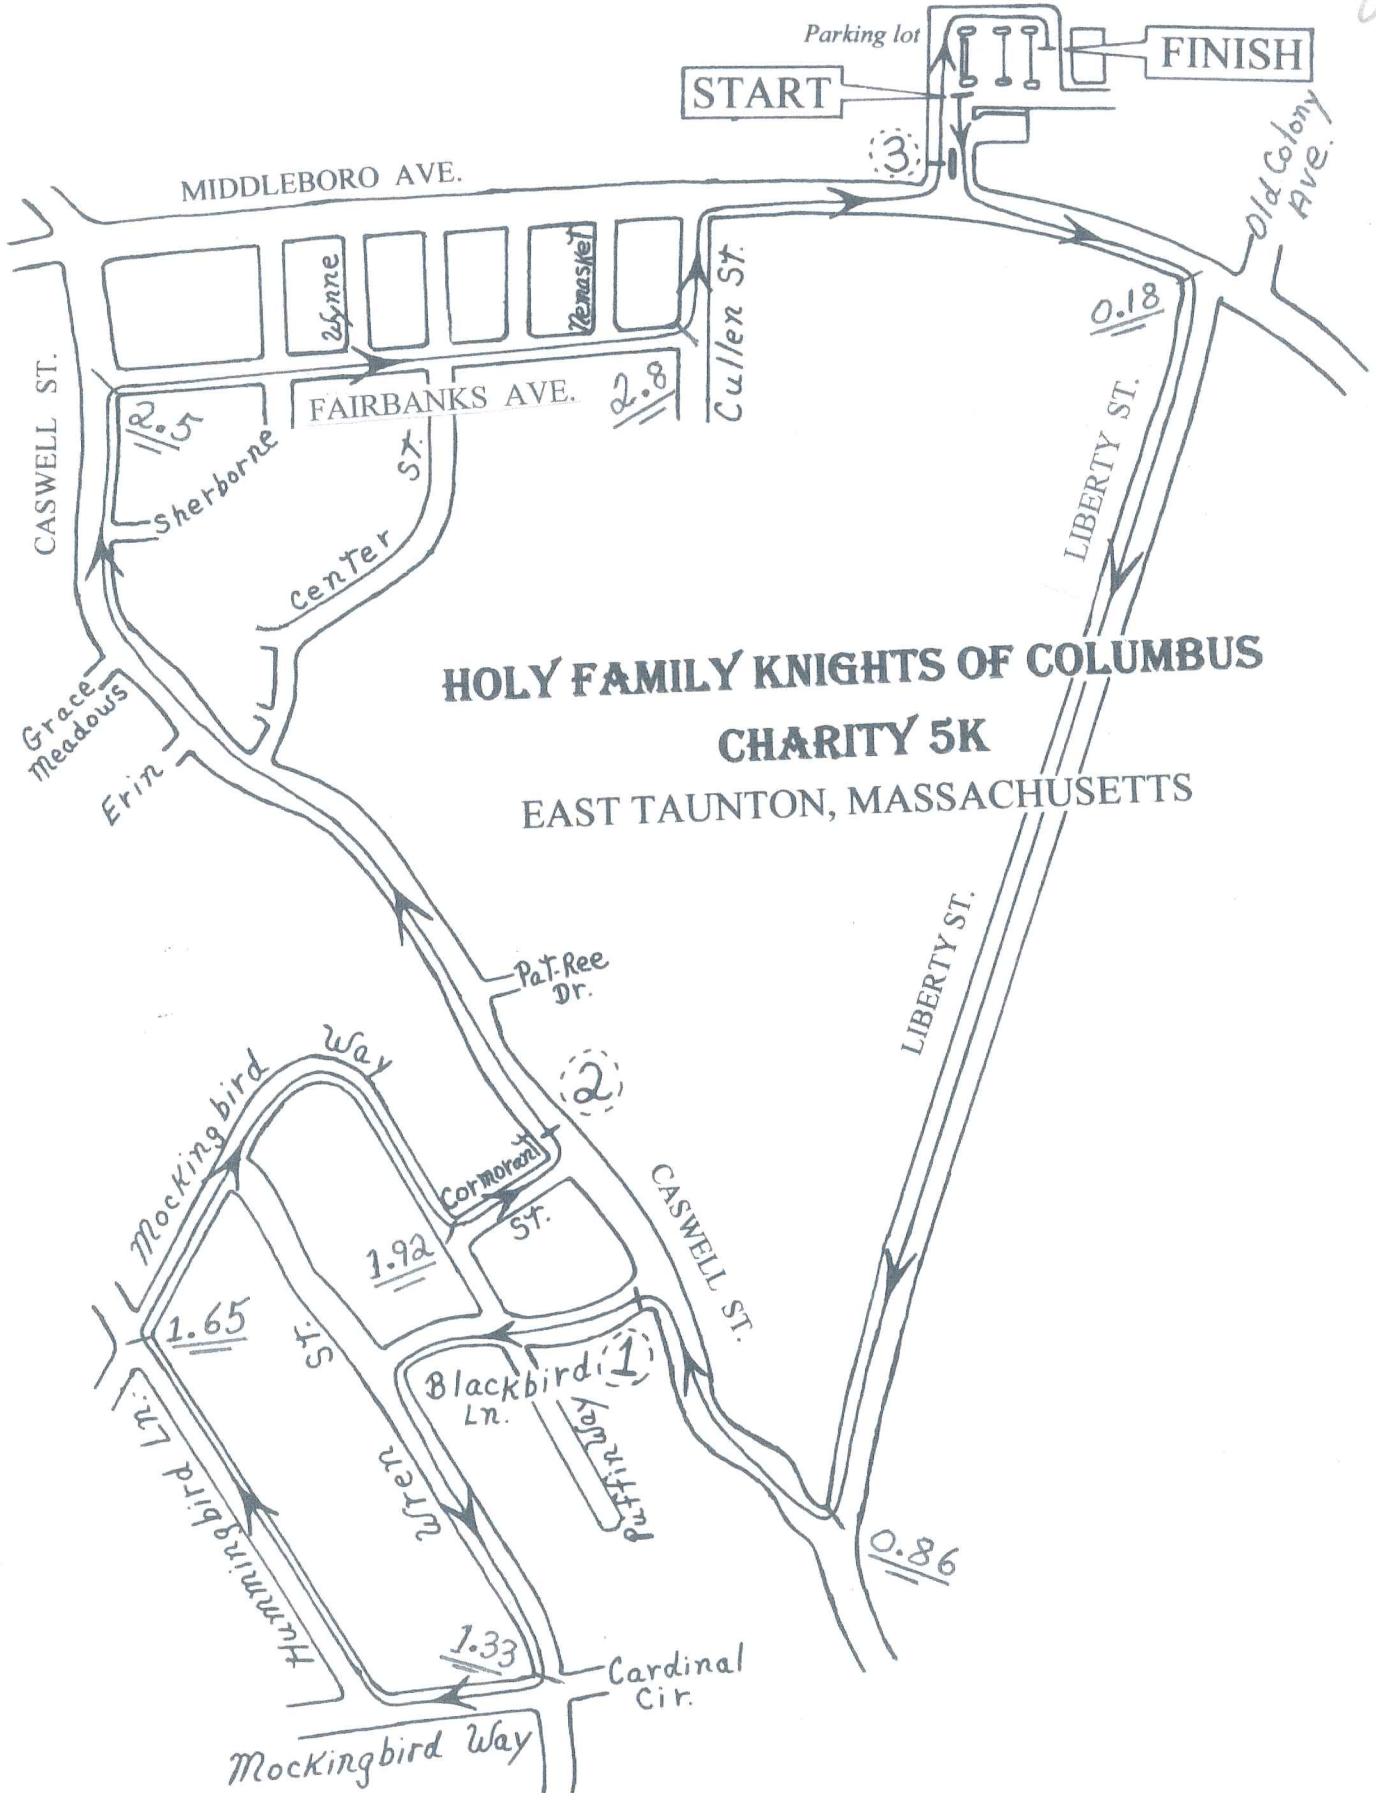 Parking lot
FINISH
START
Old Colony
Ave.
3
MIDDLEBORO AVE.
Wynne
Nemasket
Cullen St.
0.18
CASWELL ST.
2.5
FAIRBANKS AVE.
2.8
Sherborne
Center
St.
LIBERTY ST.
HOLY FAMILY KNIGHTS OF COLUMBUS
CHARITY 5K
EAST TAUNTON, MASSACHUSETTS
Grace
Meadows
Erin
LIBERTY ST.
Pat-Ree
Dr.
2
Mockingbird Way
Cormorant
St.
CASWELL ST.
1.92
1.65
St.
Wren
1
Blackbird
Ln.
Puffin Way
Hummingbird Ln.
0.86
1.33
Cardinal
Cir.
Mockingbird Way